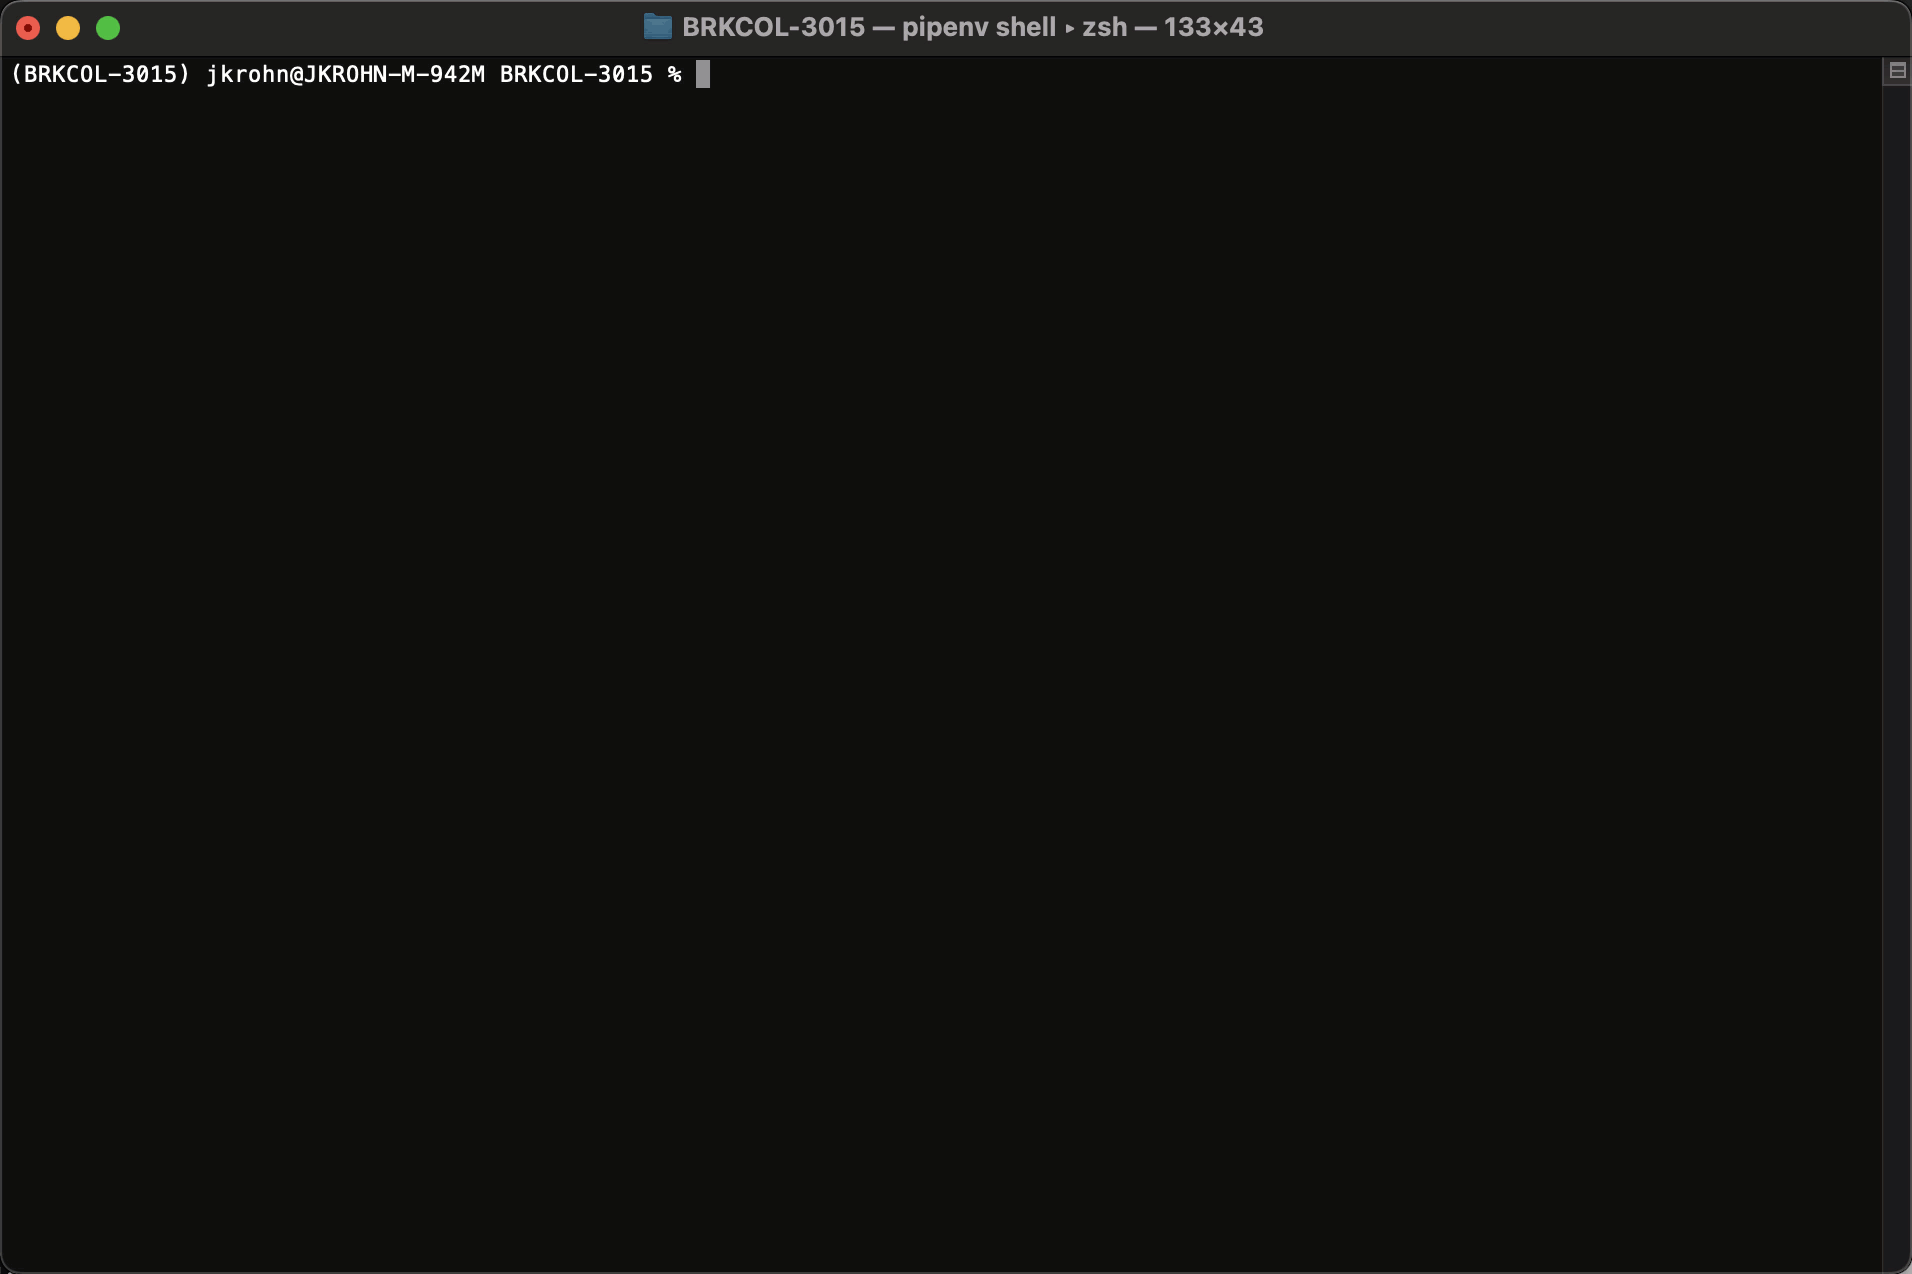 BRKCOL-3015 — pipenv shell ▸ zsh — 133×43
(BRKCOL-3015) jkrohn@JKROHN-M-942M BRKCOL-3015 %